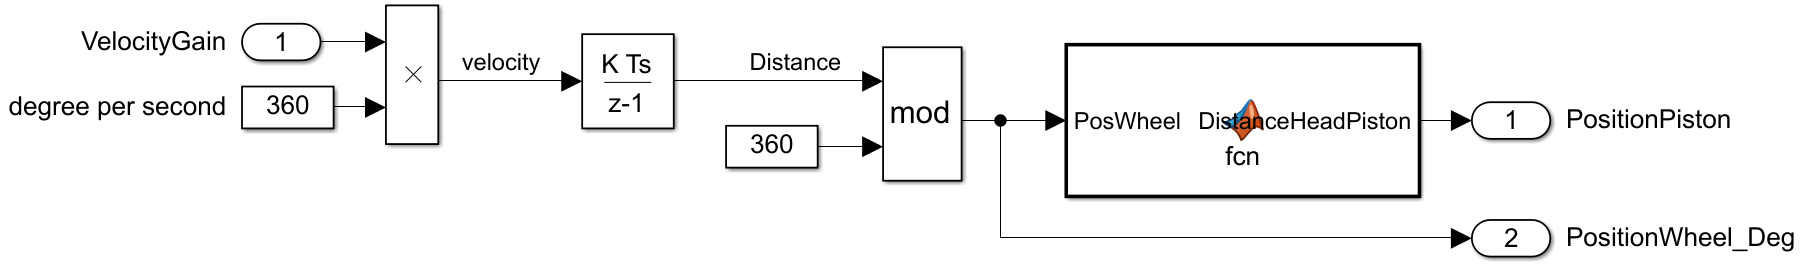 VelocityGain
1
degree per second
360
×
velocity
K Ts
z-1
Distance
360
mod
PosWheel
DistanceHeadPiston
fcn
1
PositionPiston
2
PositionWheel_Deg